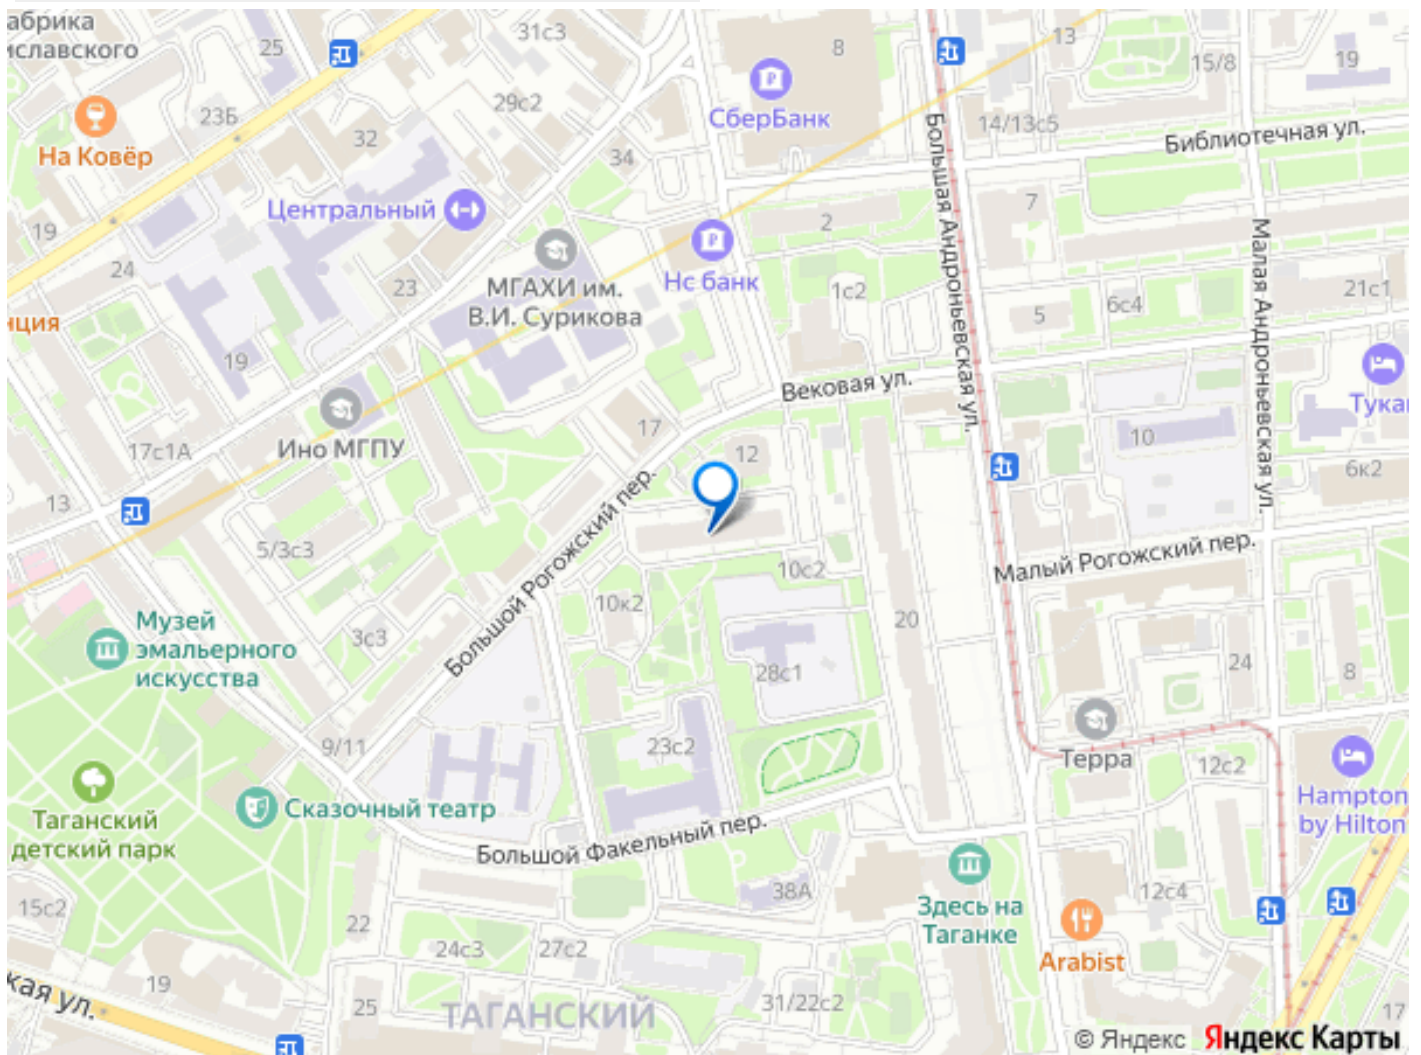 абрика
иславского
25
31с3
8
13
15/8
19
На Ковёр
23Б
32
29с2
34
СберБанк
14/13с5
Библиотечная ул.
Большая Андроньевская ул.
Малая Андроньевская ул.
Центральный
19
24
23
МГАХИ им.
В.И. Сурикова
Нс банк
2
7
1с2
5
6с4
21с1
нция
19
Вековая ул.
Тука
Ино МГПУ
17с1А
17
12
10
6к2
13
5/3с3
Большой Рогожский пер.
Малый Рогожский пер.
10с2
10к2
3с3
20
Музей
эмальерного
искусства
28с1
24
8
9/11
23с2
Терра
12с2
Hampton
by Hilton
Таганский
детский парк
Сказочный театр
Большой Факельный пер.
38А
12с4
Здесь на
Таганке
Arabist
15с2
22
24с3
27с2
19
кая ул.
25
ТАГАНСКИЙ
31/22с2
17
© Яндекс Яндекс Карты